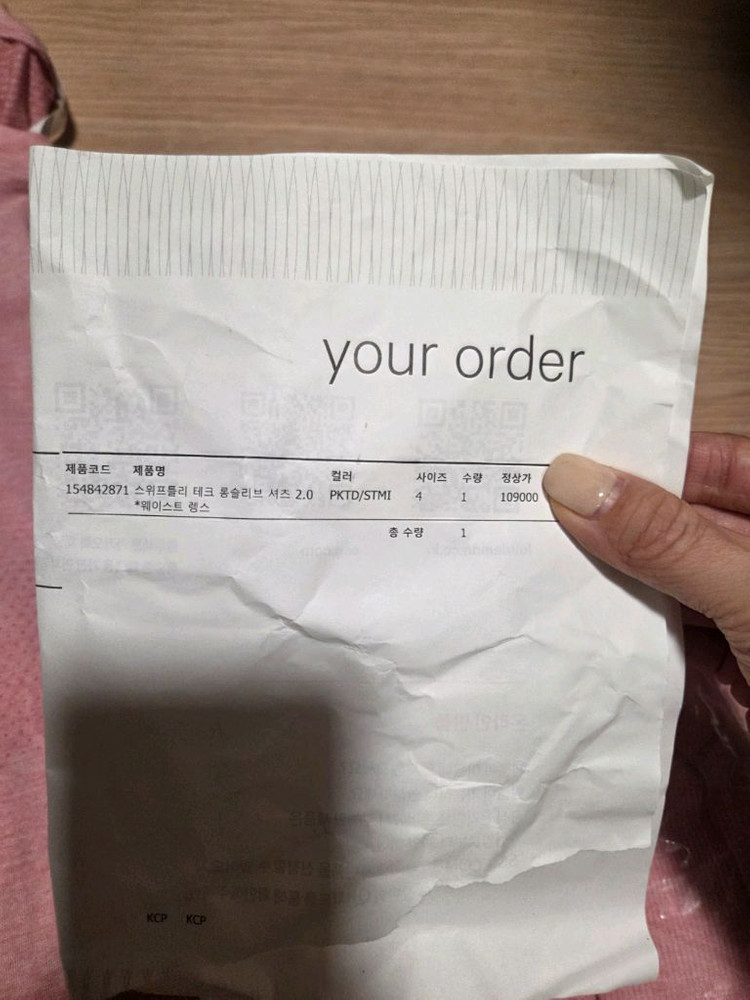 your order
제품코드 제품명 컬러 사이즈 수량 정상가
154842871 스위프틀리 테크 롱슬리브 셔츠 2.0 PKTD/STMI 4 1 109000
*웨이스트 렝스
총 수량 1
KCP KCP